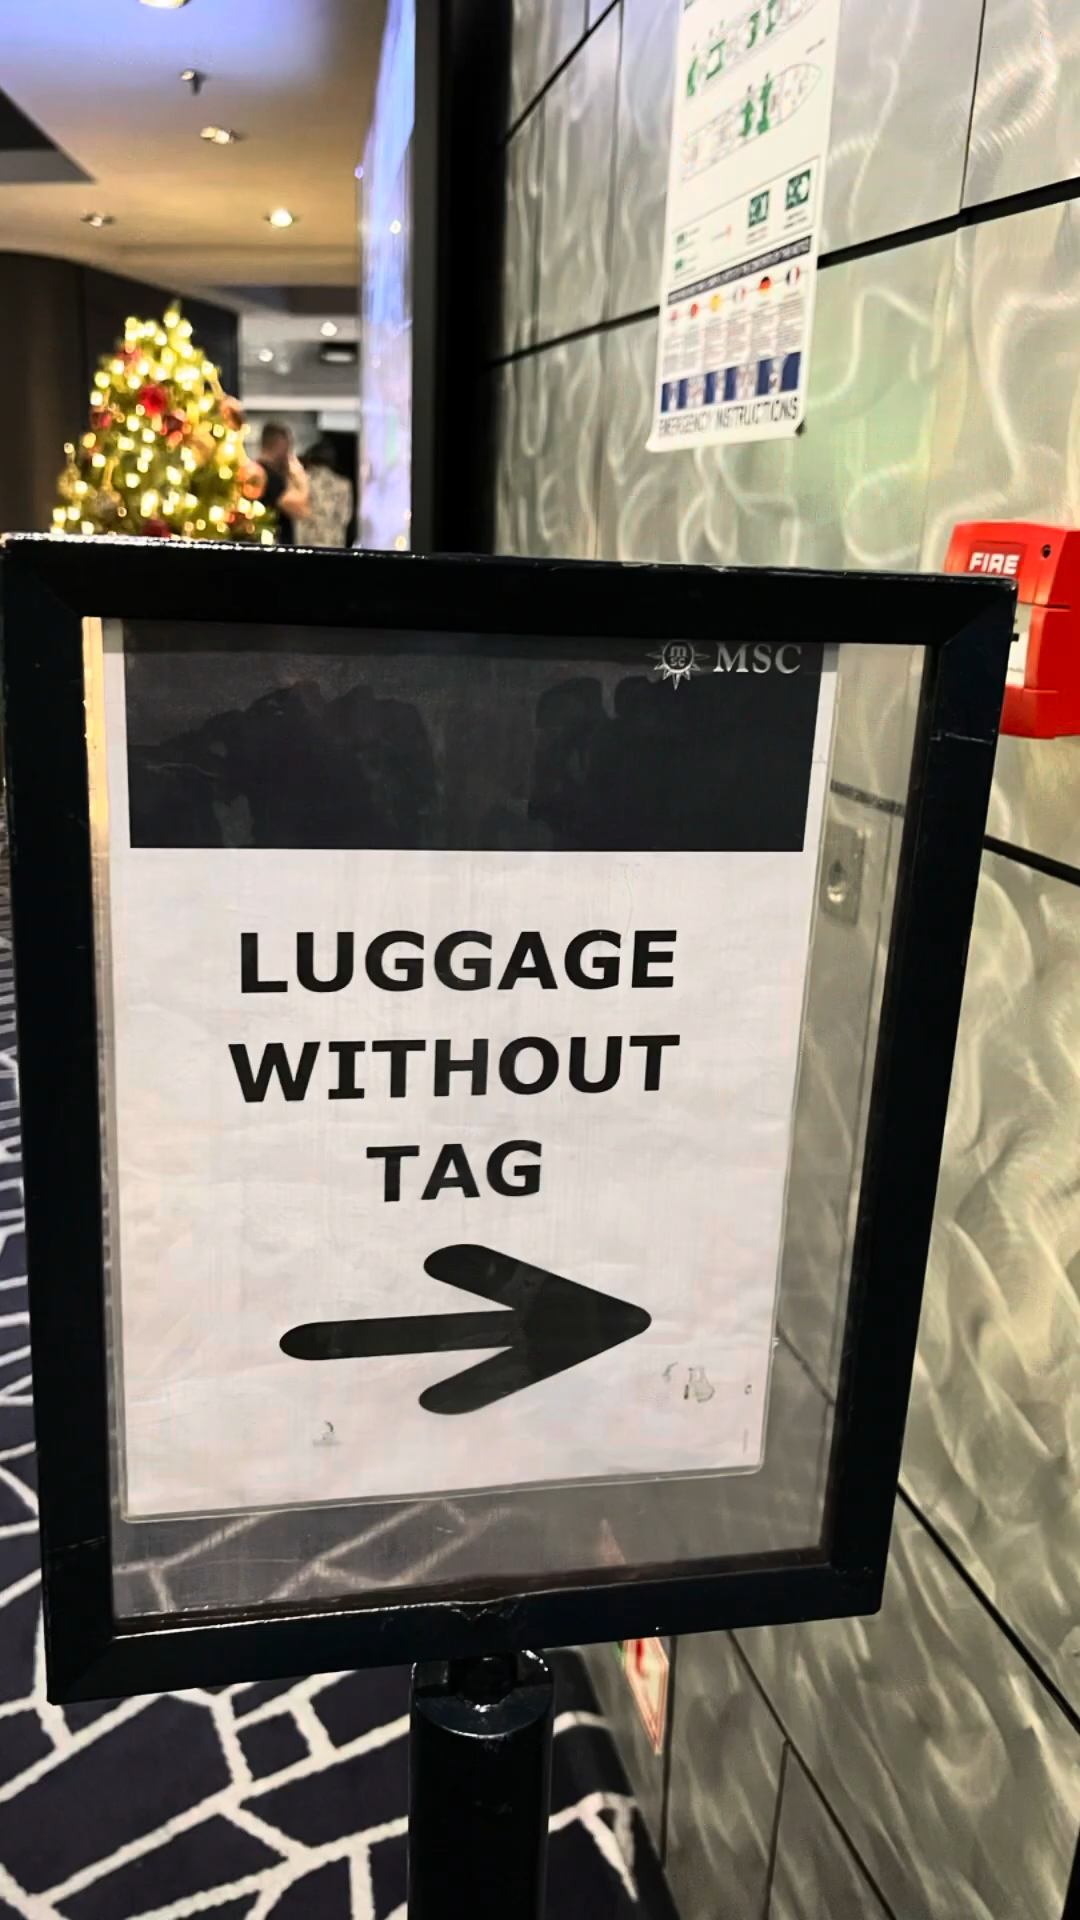 EMERGENCY INSTRUCTIONS
FIRE
MSC
LUGGAGE
WITHOUT
TAG